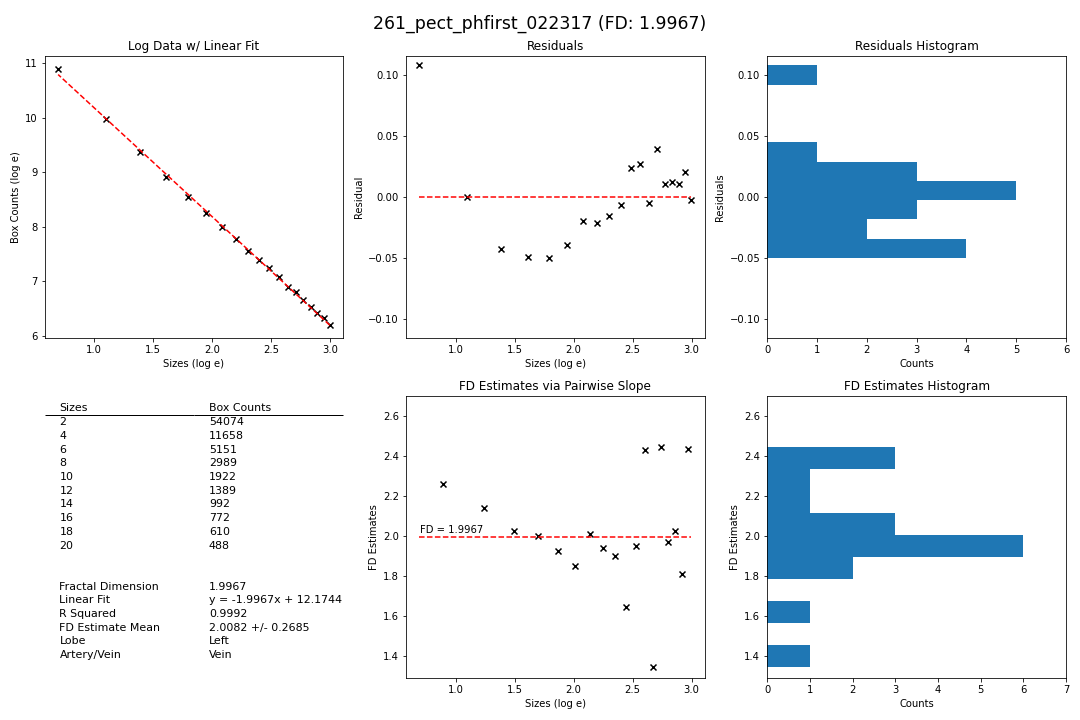 261_pect_phfirst_022317 (FD: 1.9967)
Log Data w/ Linear Fit
Box Counts (log e)
11
10
9
8
7
6
1.0
1.5
2.0
2.5
3.0
Sizes (log e)
Residuals
Residual
0.10
0.05
0.00
−0.05
−0.10
1.0
1.5
2.0
2.5
3.0
Sizes (log e)
Residuals Histogram
Residuals
0.10
0.05
0.00
−0.05
−0.10
0
1
2
3
4
5
6
Counts
Sizes Box Counts
2 54074
4 11658
6 5151
8 2989
10 1922
12 1389
14 992
16 772
18 610
20 488
Fractal Dimension 1.9967
Linear Fit y = -1.9967x + 12.1744
R Squared 0.9992
FD Estimate Mean 2.0082 +/- 0.2685
Lobe Left
Artery/Vein Vein
FD Estimates via Pairwise Slope
FD Estimates
2.6
2.4
2.2
2.0
1.8
1.6
1.4
FD = 1.9967
1.0
1.5
2.0
2.5
3.0
Sizes (log e)
FD Estimates Histogram
FD Estimates
2.6
2.4
2.2
2.0
1.8
1.6
1.4
0
1
2
3
4
5
6
7
Counts